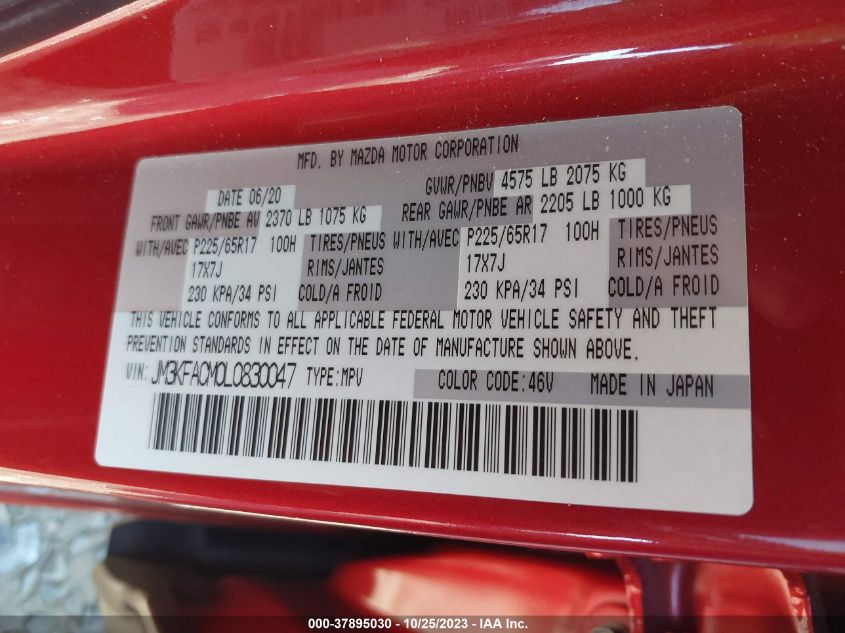 MFD. BY MAZDA MOTOR CORPORATION
DATE 06/20 GVWR/PNBV 4575 LB 2075 KG
FRONT GAWR/PNBE AV 2370 LB 1075 KG REAR GAWR/PNBE AR 2205 LB 1000 KG
WITH/AVEC P225/65R17 100H TIRES/PNEUS WITH/AVEC P225/65R17 100H TIRES/PNEUS
17X7J RIMS/JANTES 17X7J RIMS/JANTES
230 KPA/34 PSI COLD/A FROID 230 KPA/34 PSI COLD/A FROID
THIS VEHICLE CONFORMS TO ALL APPLICABLE FEDERAL MOTOR VEHICLE SAFETY AND THEFT
PREVENTION STANDARDS IN EFFECT ON THE DATE OF MANUFACTURE SHOWN ABOVE.
VIN: JM3KFACM0L0830047 TYPE:MPV COLOR CODE:46V MADE IN JAPAN
000-37895030 - 10/25/2023 - IAA Inc.